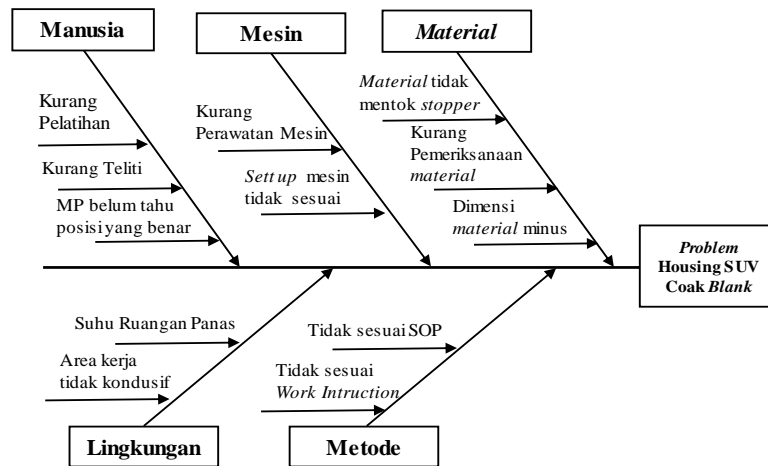 Manusia
Mesin
Material
Kurang
Pelatihan
Kurang Teliti
MP belum tahu
posisi yang benar
Kurang
Perawatan Mesin
Sett up mesin
tidak sesuai
Material tidak
mentok stopper
Kurang
Pemeriksanaan
material
Dimensi
material minus
Problem
Housing SUV
Coak Blank
Suhu Ruangan Panas
Area kerja
tidak kondusif
Tidak sesuai SOP
Tidak sesuai
Work Intruction
Lingkungan
Metode